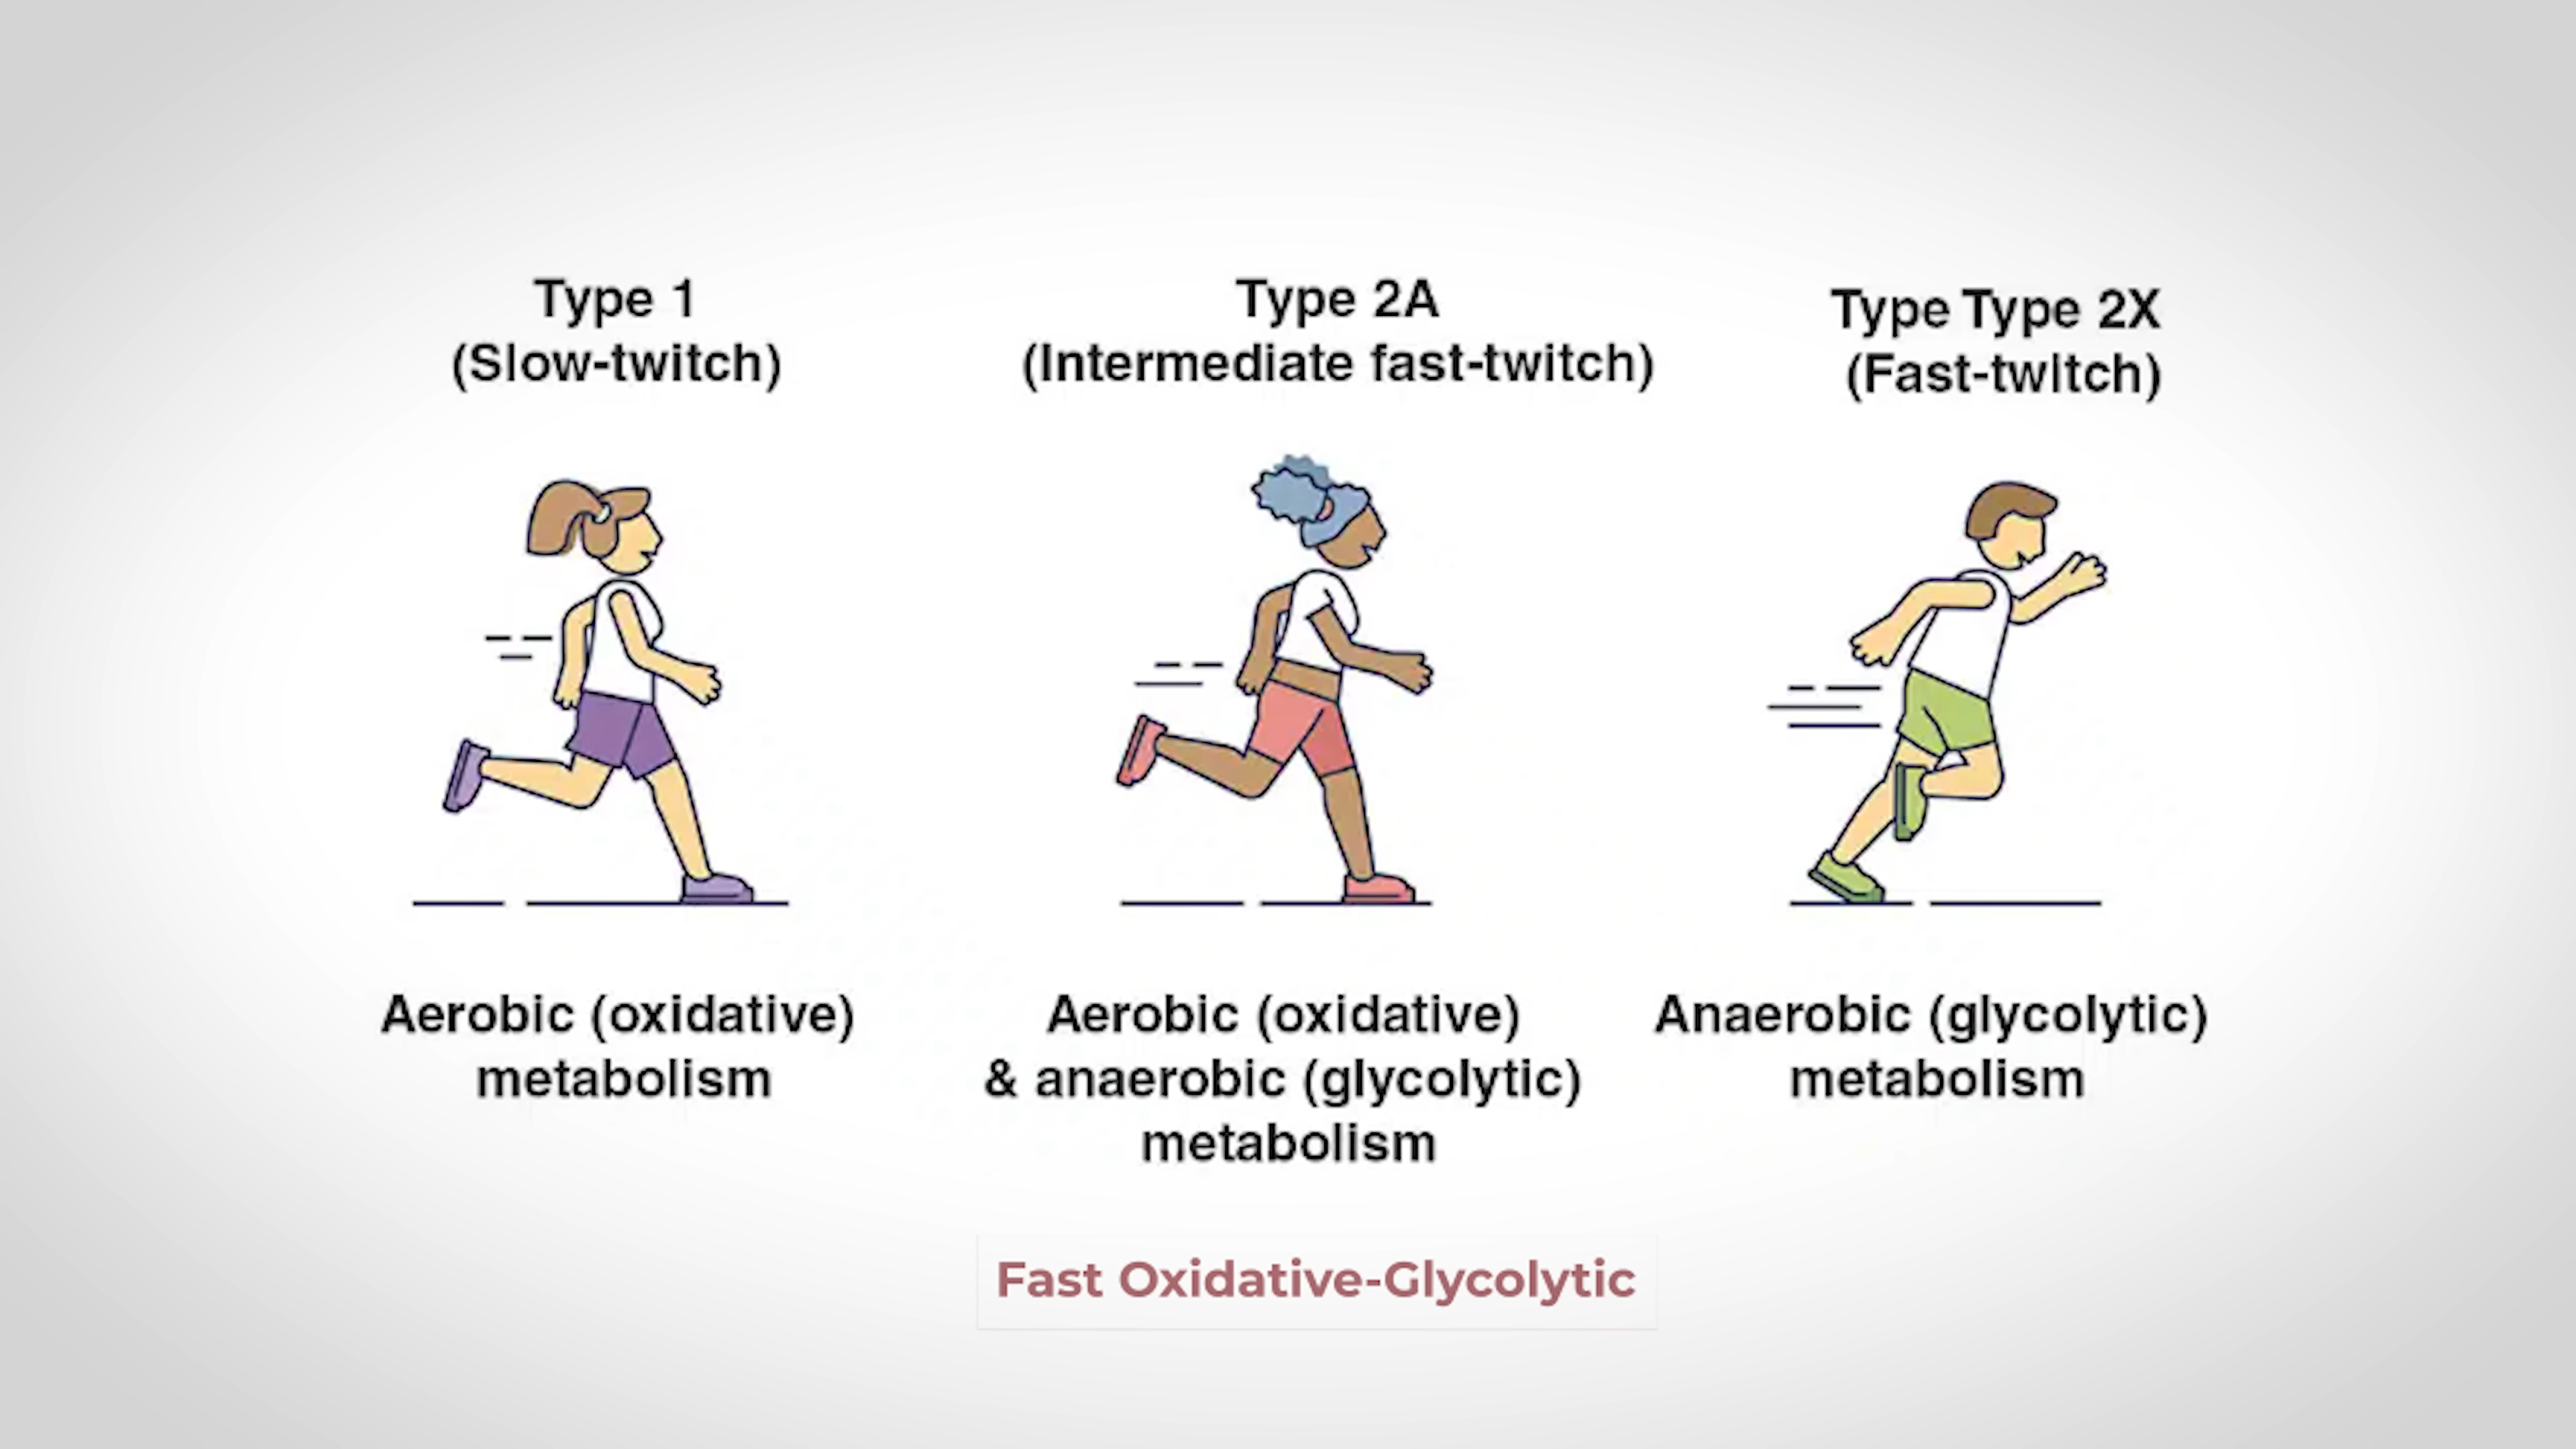 Type 1
(Slow-twitch)
Type 2A
(Intermediate fast-twitch)
Type Type 2X
(Fast-twItch)
Aerobic (oxidative)
metabolism
Aerobic (oxidative)
& anaerobic (glycolytic)
metabolism
Anaerobic (glycolytic)
metabolism
Fast Oxidative-Glycolytic